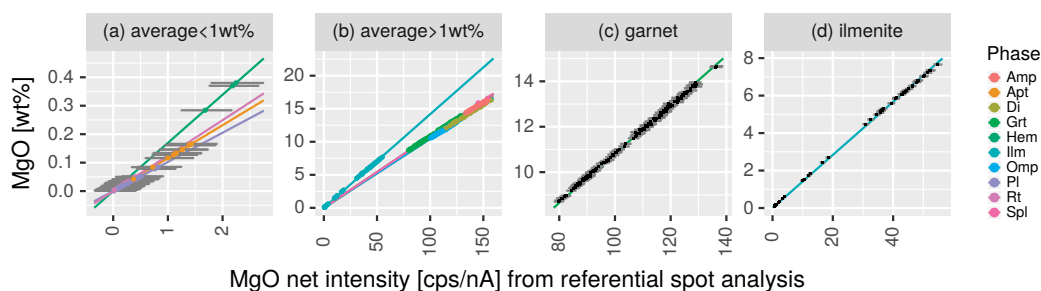 (a) average<1wt%
(b) average>1wt%
(c) garnet
(d) ilmenite
MgO [wt%]
0.4
0.3
0.2
0.1
0.0
0
1
2
20
15
10
5
0
0
50
100
150
14
12
10
80
100
120
140
8
6
4
2
0
0
20
40
MgO net intensity [cps/nA] from referential spot analysis
Phase
Amp
Apt
Di
Grt
Hem
Ilm
Omp
Pl
Rt
Spl